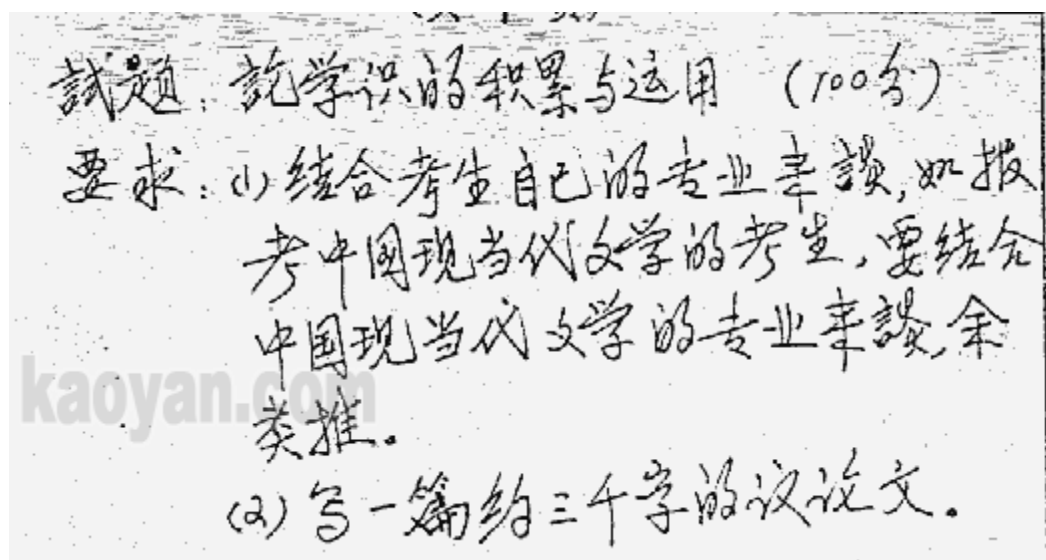 試题：説学识的积累与运用 (100分)
要求：(1) 结合考生自己的专业来談，如报
考中国现当代文学的考生，要结合
中国现当代文学的专业来談，余
类推。
kaoyan.com
(2) 写一篇约三千字的议论文。